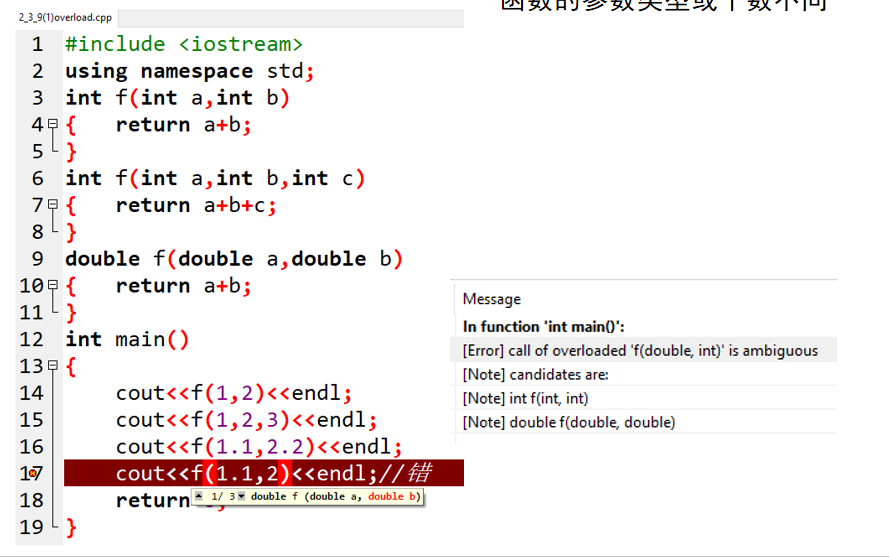 2_3_9(1)overload.cpp
函数的参数类型或个数不同
1 #include <iostream>
2 using namespace std;
3 int f(int a,int b)
4 { return a+b;
5 }
6 int f(int a,int b,int c)
7 { return a+b+c;
8 }
9 double f(double a,double b)
10 { return a+b;
11 }
12 int main()
13 {
14 cout<<f(1,2)<<endl;
15 cout<<f(1,2,3)<<endl;
16 cout<<f(1.1,2.2)<<endl;
17 cout<<f(1.1,2)<<endl;//错
1/ 3 double f (double a, double b)
18 return
19 }
Message
In function 'int main()':
[Error] call of overloaded 'f(double, int)' is ambiguous
[Note] candidates are:
[Note] int f(int, int)
[Note] double f(double, double)